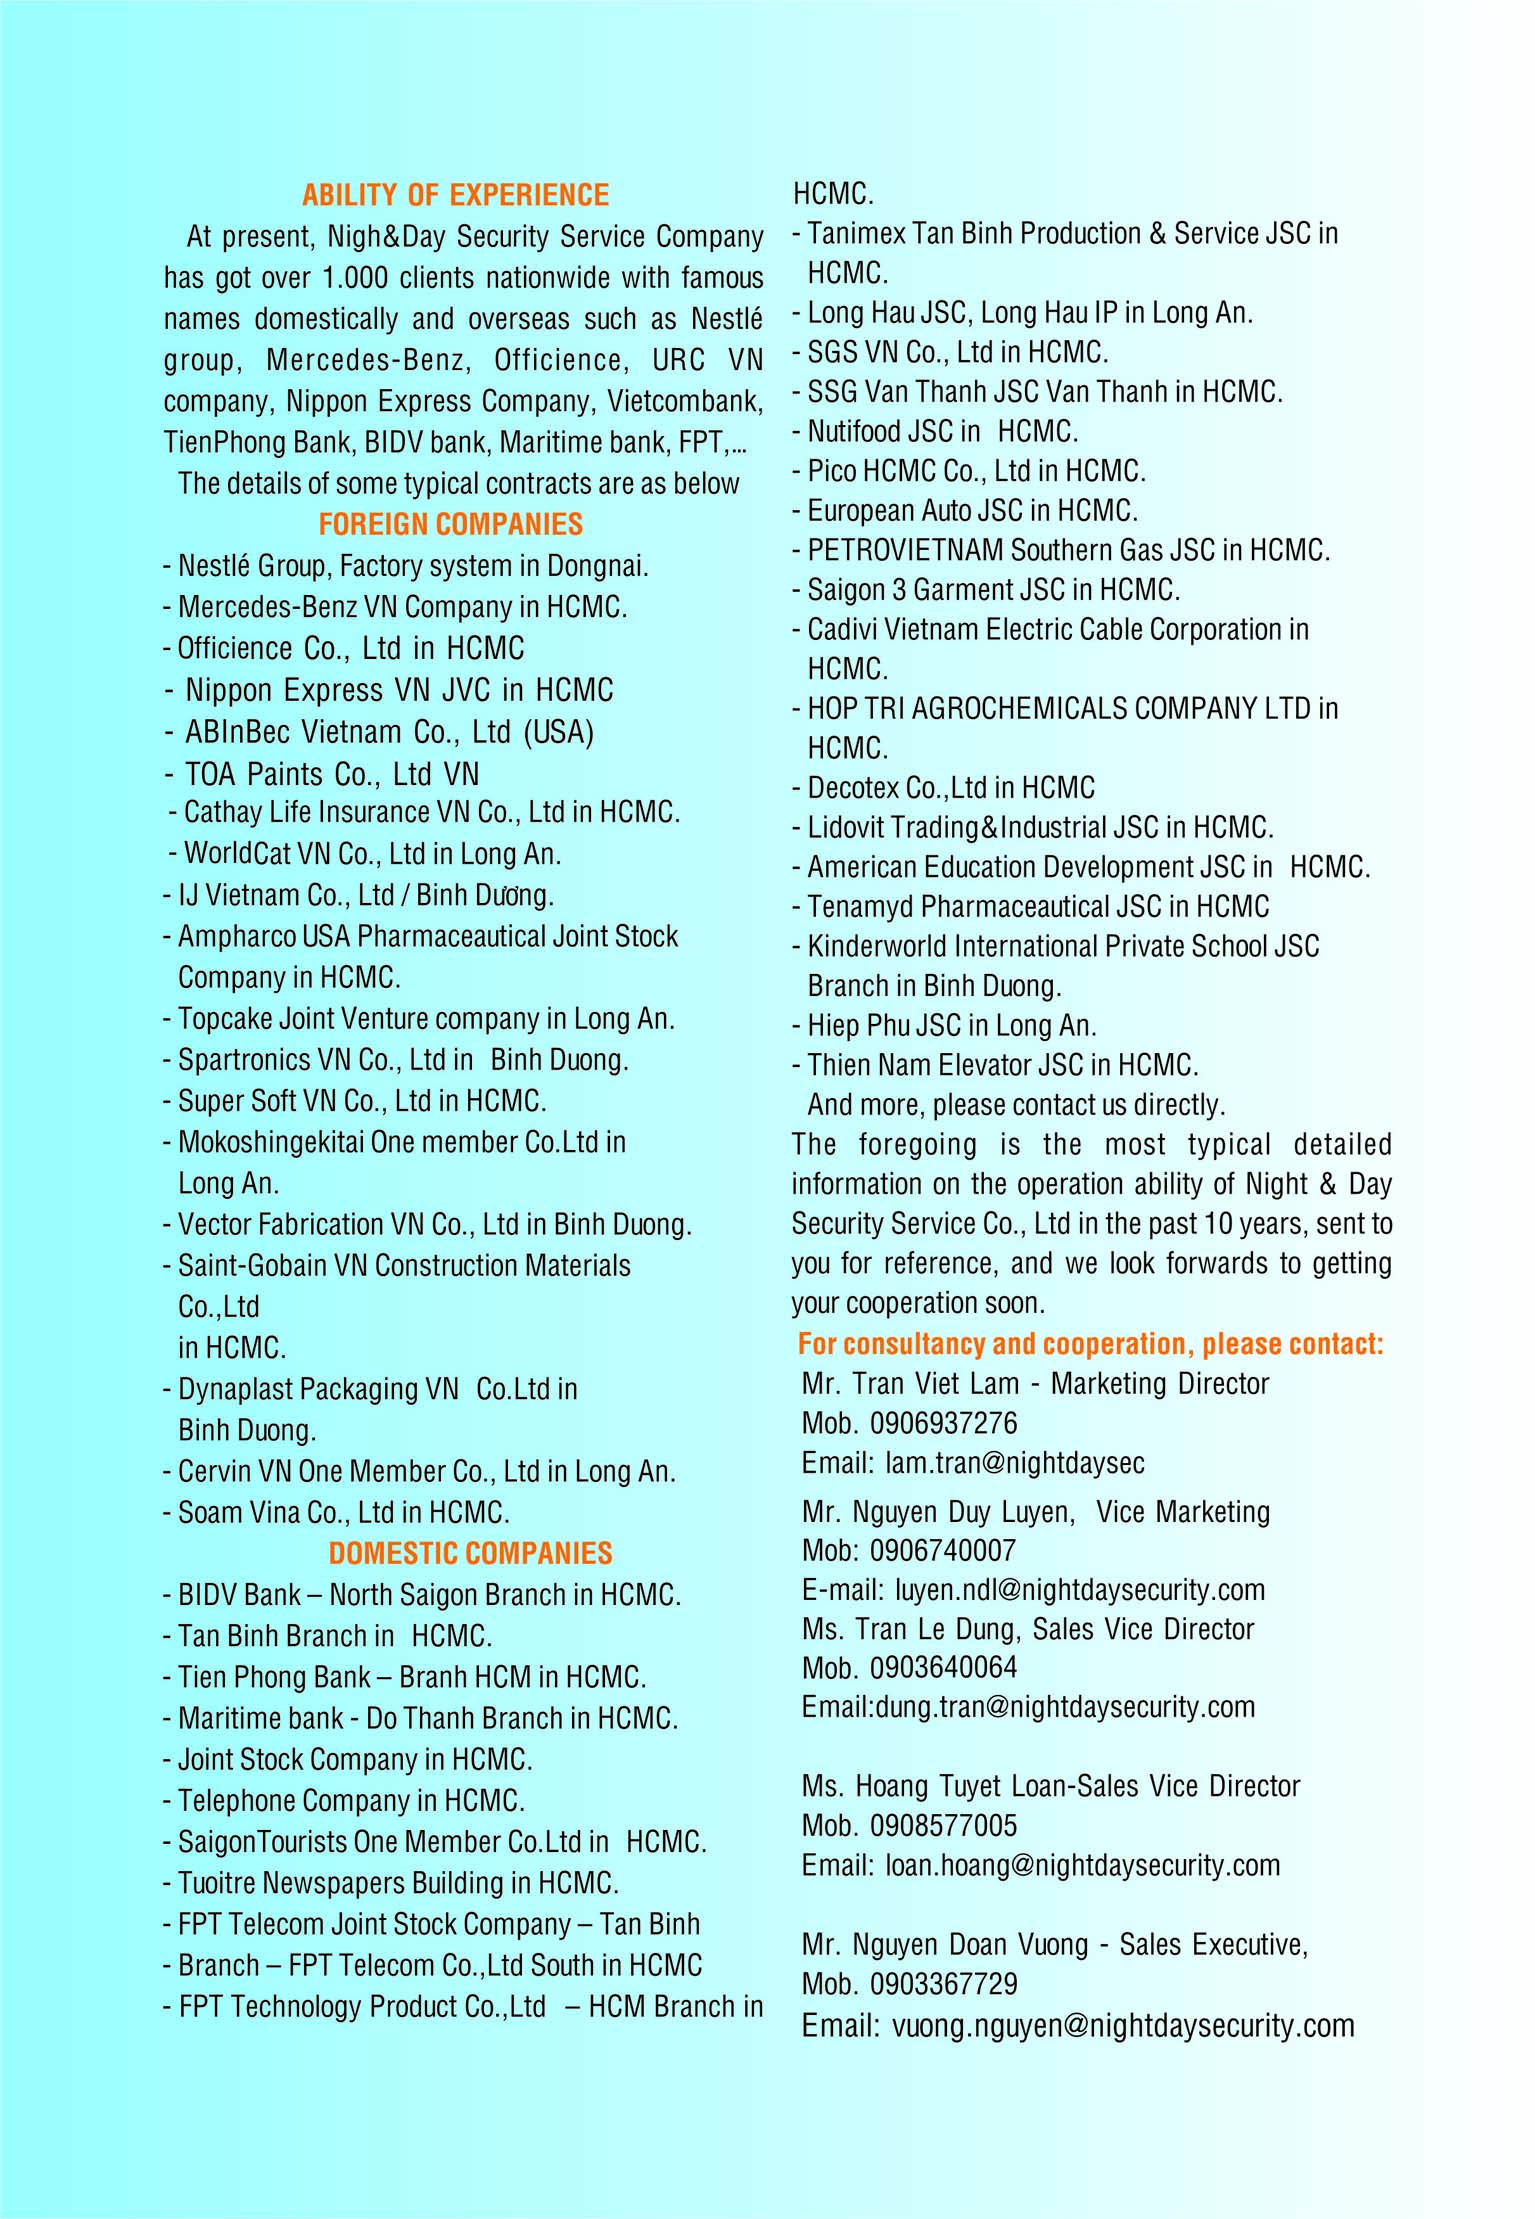 ABILITY OF EXPERIENCE
At present, Nigh&Day Security Service Company
has got over 1.000 clients nationwide with famous
names domestically and overseas such as Nestlé
group, Mercedes-Benz, Officience, URC VN
company, Nippon Express Company, Vietcombank,
TienPhong Bank, BIDV bank, Maritime bank, FPT,...
The details of some typical contracts are as below
FOREIGN COMPANIES
- Nestlé Group, Factory system in Dongnai.
- Mercedes-Benz VN Company in HCMC.
- Officience Co., Ltd in HCMC
- Nippon Express VN JVC in HCMC
- ABInBec Vietnam Co., Ltd (USA)
- TOA Paints Co., Ltd VN
- Cathay Life Insurance VN Co., Ltd in HCMC.
- WorldCat VN Co., Ltd in Long An.
- IJ Vietnam Co., Ltd / Binh Dương.
- Ampharco USA Pharmaceutical Joint Stock
Company in HCMC.
- Topcake Joint Venture company in Long An.
- Spartronics VN Co., Ltd in Binh Duong.
- Super Soft VN Co., Ltd in HCMC.
- Mokoshingekitai One member Co.Ltd in
Long An.
- Vector Fabrication VN Co., Ltd in Binh Duong.
- Saint-Gobain VN Construction Materials
Co.,Ltd
in HCMC.
- Dynaplast Packaging VN Co.Ltd in
Binh Duong.
- Cervin VN One Member Co., Ltd in Long An.
- Soam Vina Co., Ltd in HCMC.
DOMESTIC COMPANIES
- BIDV Bank – North Saigon Branch in HCMC.
- Tan Binh Branch in HCMC.
- Tien Phong Bank – Branh HCM in HCMC.
- Maritime bank - Do Thanh Branch in HCMC.
- Joint Stock Company in HCMC.
- Telephone Company in HCMC.
- SaigonTourists One Member Co.Ltd in HCMC.
- Tuoitre Newspapers Building in HCMC.
- FPT Telecom Joint Stock Company – Tan Binh
- Branch – FPT Telecom Co.,Ltd South in HCMC
- FPT Technology Product Co.,Ltd – HCM Branch in
HCMC.
- Tanimex Tan Binh Production & Service JSC in
HCMC.
- Long Hau JSC, Long Hau IP in Long An.
- SGS VN Co., Ltd in HCMC.
- SSG Van Thanh JSC Van Thanh in HCMC.
- Nutifood JSC in HCMC.
- Pico HCMC Co., Ltd in HCMC.
- European Auto JSC in HCMC.
- PETROVIETNAM Southern Gas JSC in HCMC.
- Saigon 3 Garment JSC in HCMC.
- Cadivi Vietnam Electric Cable Corporation in
HCMC.
- HOP TRI AGROCHEMICALS COMPANY LTD in
HCMC.
- Decotex Co.,Ltd in HCMC
- Lidovit Trading&Industrial JSC in HCMC.
- American Education Development JSC in HCMC.
- Tenamyd Pharmaceautical JSC in HCMC
- Kinderworld International Private School JSC
Branch in Binh Duong.
- Hiep Phu JSC in Long An.
- Thien Nam Elevator JSC in HCMC.
And more, please contact us directly.
The foregoing is the most typical detailed
information on the operation ability of Night & Day
Security Service Co., Ltd in the past 10 years, sent to
you for reference, and we look forwards to getting
your cooperation soon.
For consultancy and cooperation, please contact:
Mr. Tran Viet Lam - Marketing Director
Mob. 0906937276
Email: lam.tran@nightdaysec
Mr. Nguyen Duy Luyen, Vice Marketing
Mob: 0906740007
E-mail: luyen.ndl@nightdaysecurity.com
Ms. Tran Le Dung, Sales Vice Director
Mob. 0903640064
Email:dung.tran@nightdaysecurity.com
Ms. Hoang Tuyet Loan-Sales Vice Director
Mob. 0908577005
Email: loan.hoang@nightdaysecurity.com
Mr. Nguyen Doan Vuong - Sales Executive,
Mob. 0903367729
Email: vuong.nguyen@nightdaysecurity.com